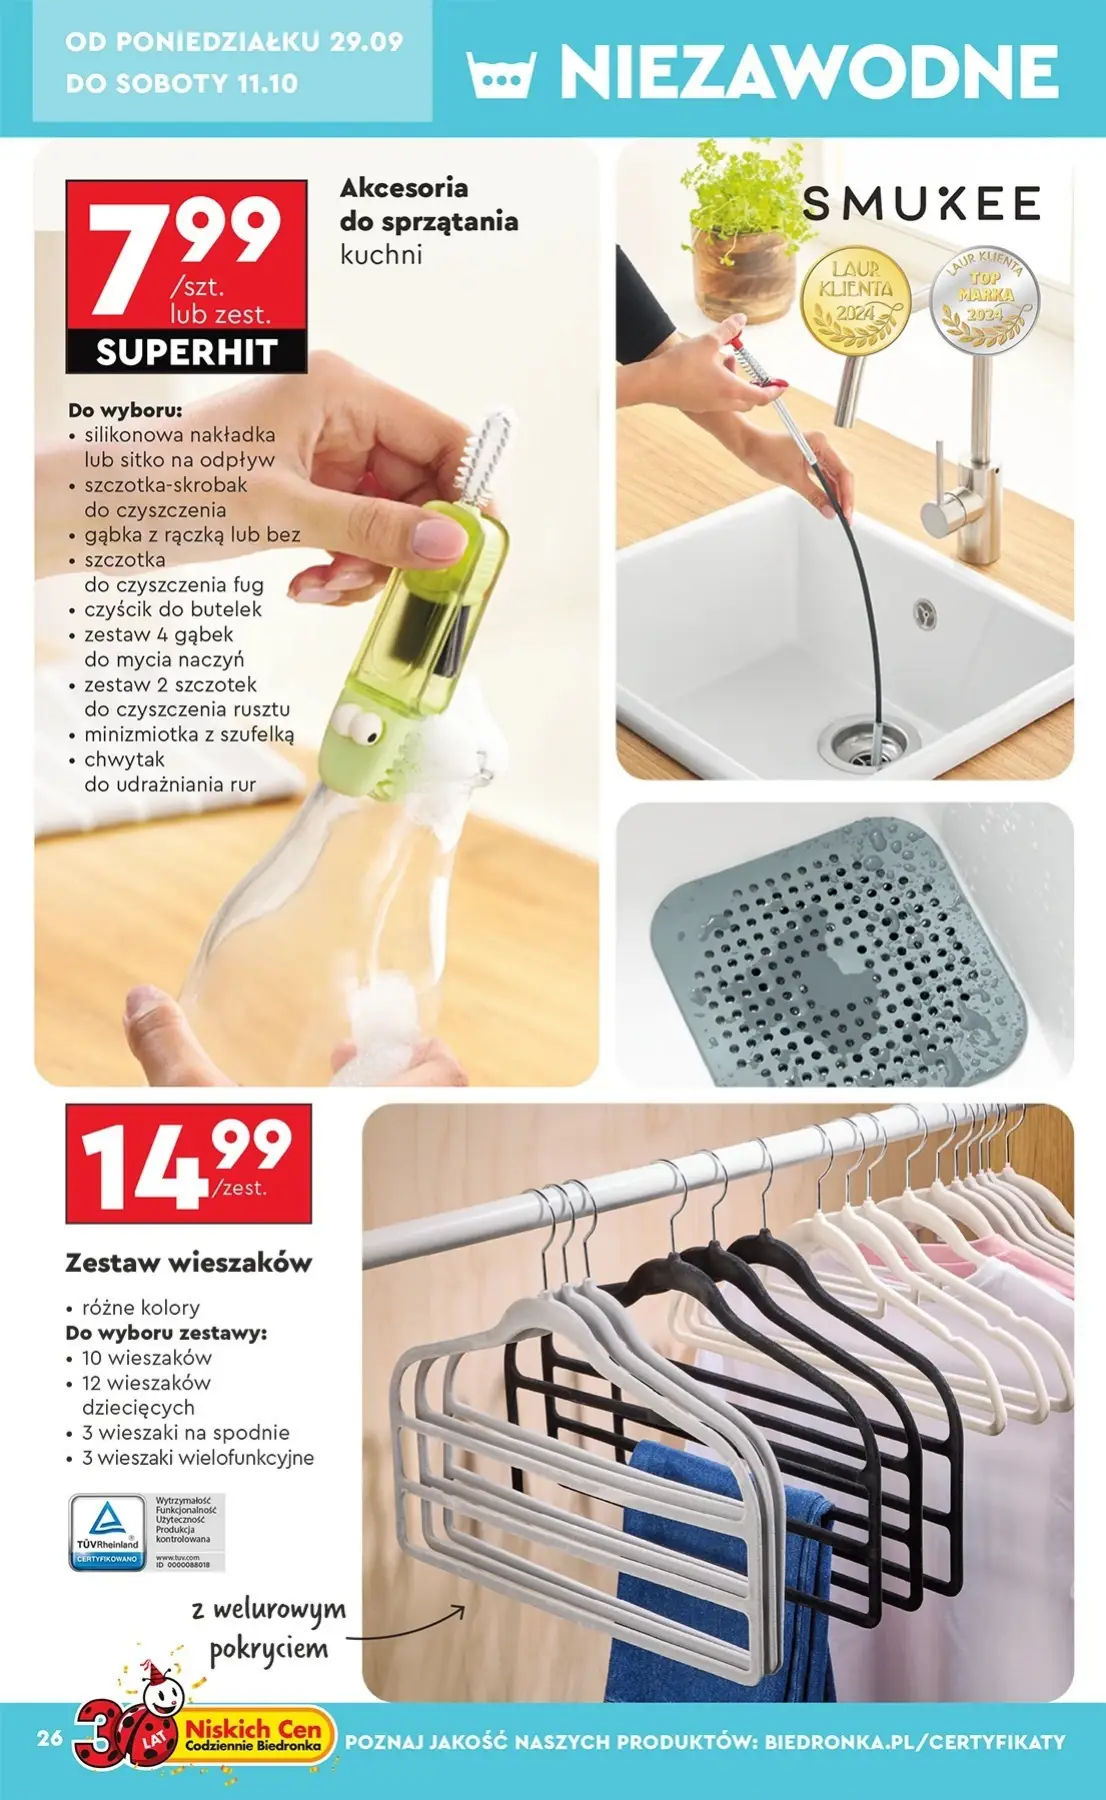 OD PONIEDZIAŁKU 29.09
DO SOBOTY 11.10
NIEZAWODNE
7.99
/szt.
lub zest.
SUPERHIT
Akcesoria
do sprzątania
kuchni
Do wyboru:
• silikonowa nakładka
lub sitko na odpływ
• szczotka-skrobak
do czyszczenia
• gąbka z rączką lub bez
• szczotka
do czyszczenia fug
• czyścik do butelek
• zestaw 4 gąbek
do mycia naczyń
• zestaw 2 szczotek
do czyszczenia rusztu
• minizmiotka z szufelką
• chwytak
do udrażniania rur
SMUKEE
LAUR
KLIENTA
2024
LAUR KLIENTA
TOP
MARKA
2024
14.99
/zest.
Zestaw wieszaków
• różne kolory
Do wyboru zestawy:
• 10 wieszaków
• 12 wieszaków
dziecięcych
• 3 wieszaki na spodnie
• 3 wieszaki wielofunkcyjne
TÜVRheinland
CERTYFIKOWANO
Wytrzymałość
Funkcjonalność
Użyteczność
Produkcja
kontrolowana
www.tuv.com
ID 0000088018
z welurowym
pokryciem
26
30
LAT
Niskich Cen
Codziennie Biedronka
POZNAJ JAKOŚĆ NASZYCH PRODUKTÓW: BIEDRONKA.PL/CERTYFIKATY